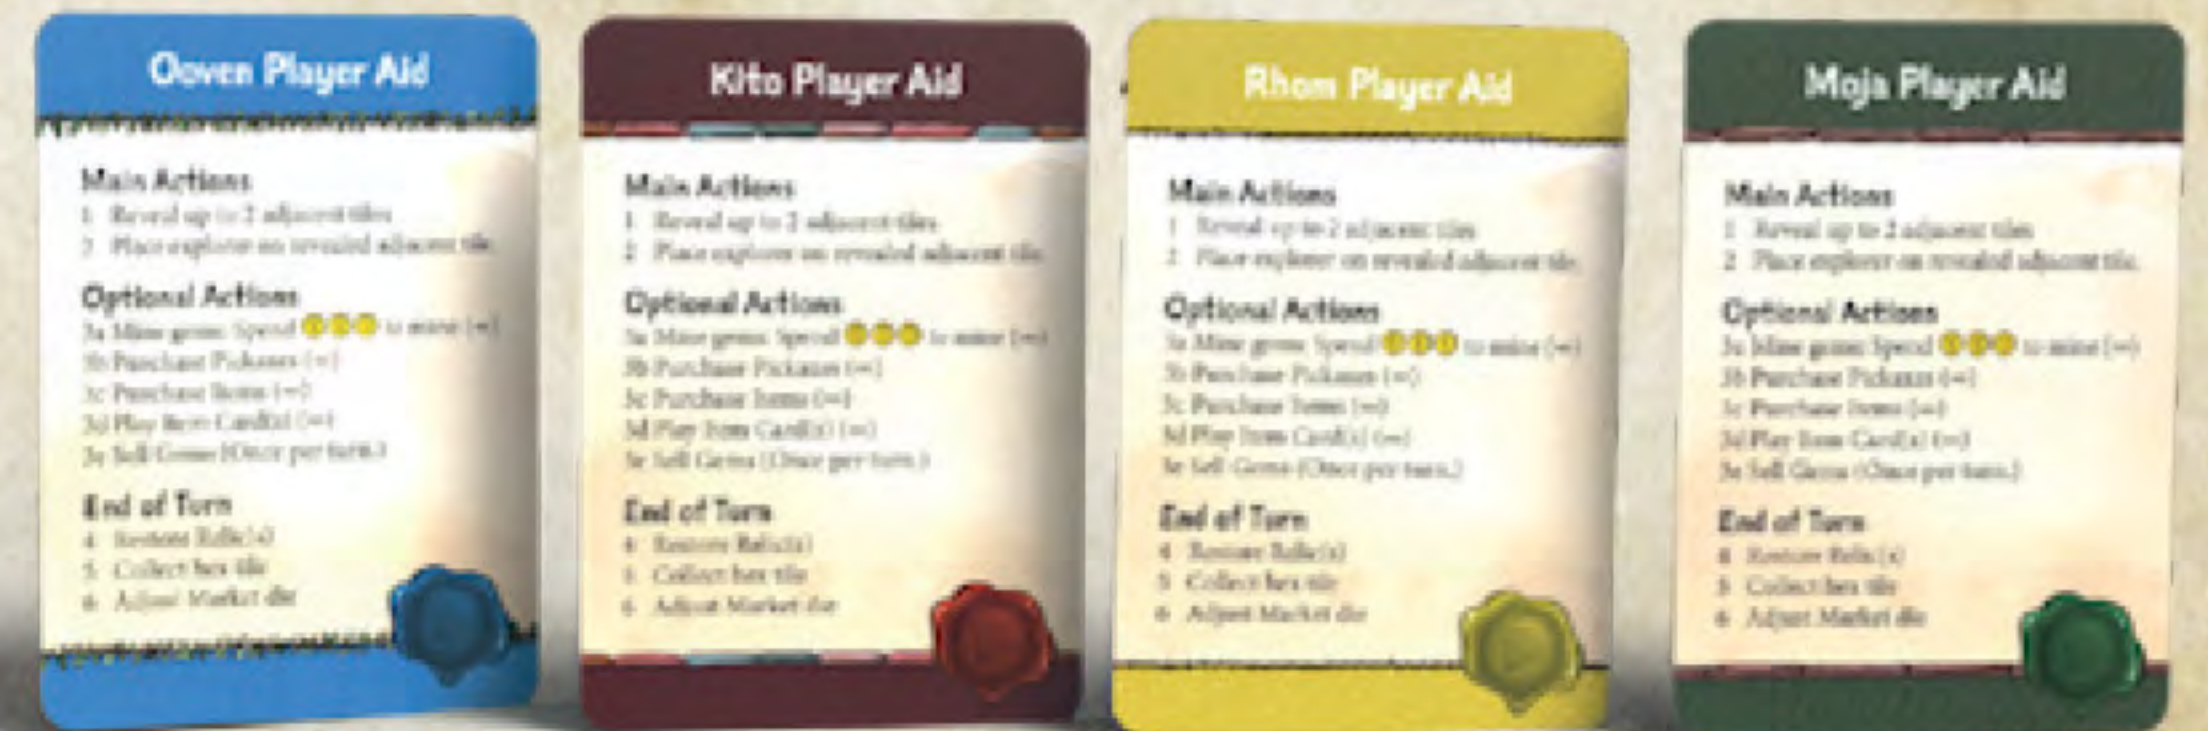 Ooven Player Aid
Main Actions
1 Reveal up to 2 adjacent tiles
2 Place explorer on revealed adjacent tile.
Optional Actions
3a Mine gems: Spend to mine (∞)
3b Purchase Pickaxes (∞)
3c Purchase Items (∞)
3d Play Item Card(s) (∞)
3e Sell Gems (Once per turn.)
End of Turn
4 Restore Relic(s)
5 Collect hex tile
6 Adjust Market die
Kito Player Aid
Main Actions
1 Reveal up to 2 adjacent tiles
2 Place explorer on revealed adjacent tile.
Optional Actions
3a Mine gems: Spend to mine (∞)
3b Purchase Pickaxes (∞)
3c Purchase Items (∞)
3d Play Item Card(s) (∞)
3e Sell Gems (Once per turn.)
End of Turn
4 Restore Relic(s)
5 Collect hex tile
6 Adjust Market die
Rhom Player Aid
Main Actions
1 Reveal up to 2 adjacent tiles
2 Place explorer on revealed adjacent tile.
Optional Actions
3a Mine gems: Spend to mine (∞)
3b Purchase Pickaxes (∞)
3c Purchase Items (∞)
3d Play Item Card(s) (∞)
3e Sell Gems (Once per turn.)
End of Turn
4 Restore Relic(s)
5 Collect hex tile
6 Adjust Market die
Moja Player Aid
Main Actions
1 Reveal up to 2 adjacent tiles
2 Place explorer on revealed adjacent tile.
Optional Actions
3a Mine gems: Spend to mine (∞)
3b Purchase Pickaxes (∞)
3c Purchase Items (∞)
3d Play Item Card(s) (∞)
3e Sell Gems (Once per turn.)
End of Turn
4 Restore Relic(s)
5 Collect hex tile
6 Adjust Market die